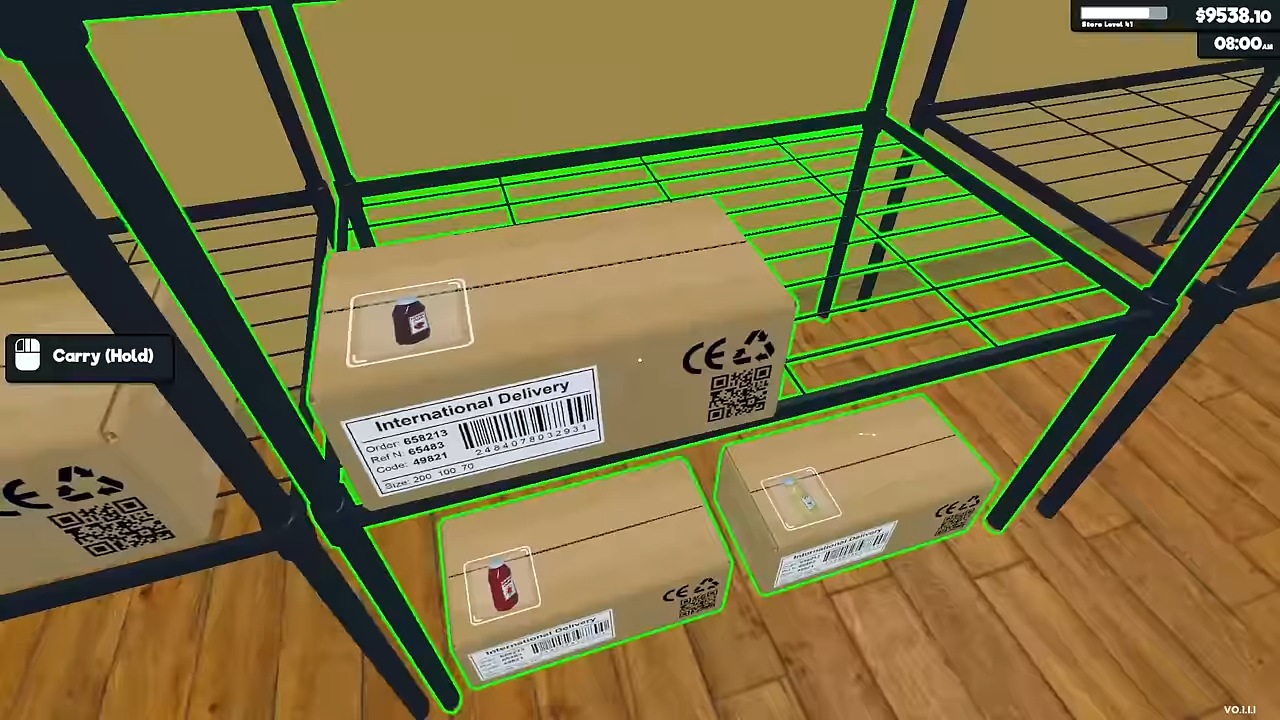 $9538.10
Store Level 41
08:00AM
Carry (Hold)
International Delivery
Order: 658213
Ref N: 65483
Code: 49821
2484078032931
Size: 200 100 70
CE
CE
International Delivery
CE
International Delivery
CE
V0.1.1.1